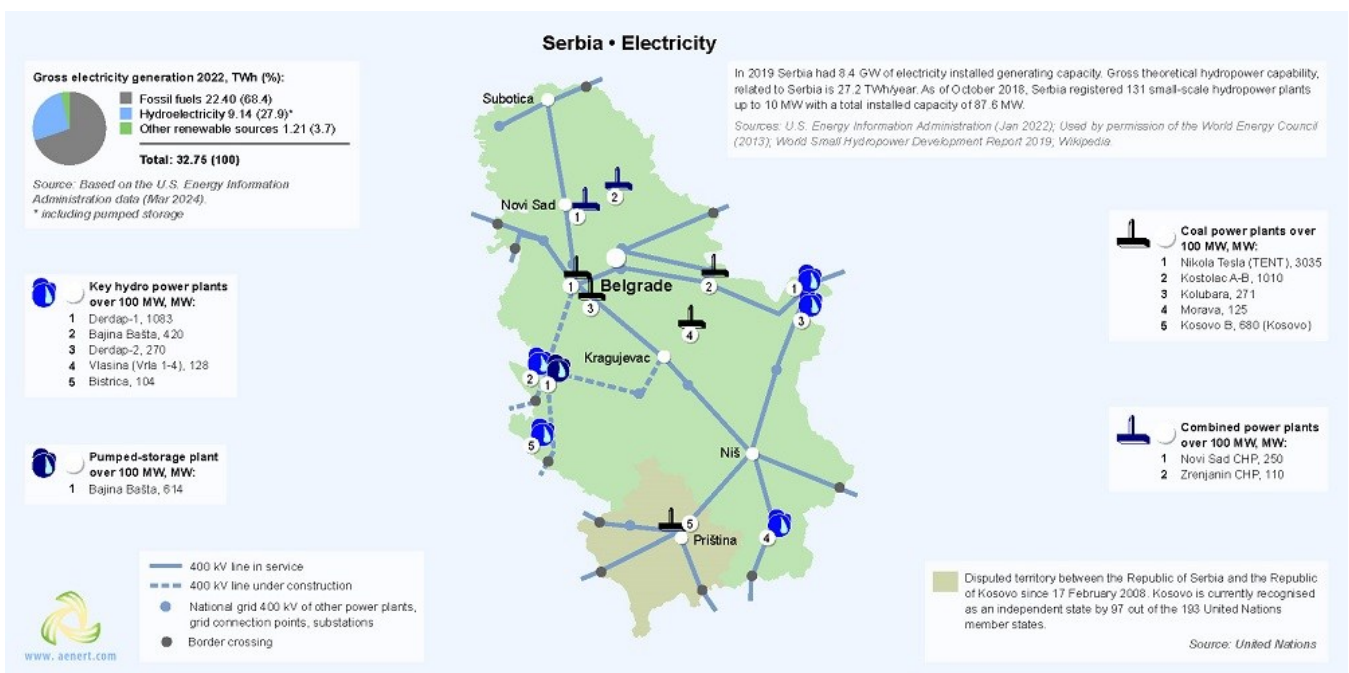 Serbia • Electricity
Gross electricity generation 2022, TWh (%):
Fossil fuels 22.40 (68.4)
Hydroelectricity 9.14 (27.9)*
Other renewable sources 1.21 (3.7)
Total: 32.75 (100)
Source: Based on the U.S. Energy Information
Administration data (Mar 2024).
* including pumped storage
In 2019 Serbia had 8.4 GW of electricity installed generating capacity. Gross theoretical hydropower capability,
related to Serbia is 27.2 TWh/year. As of October 2018, Serbia registered 131 small-scale hydropower plants
up to 10 MW with a total installed capacity of 87.6 MW.
Sources: U.S. Energy Information Administration (Jan 2022); Used by permission of the World Energy Council
(2013); World Small Hydropower Development Report 2019; Wikipedia.
Key hydro power plants
over 100 MW, MW:
1 Derdap-1, 1083
2 Bajina Bašta, 420
3 Derdap-2, 270
4 Vlasina (Vrla 1-4), 128
5 Bistrica, 104
Pumped-storage plant
over 100 MW, MW:
1 Bajina Bašta, 614
Subotica
2
Novi Sad
1
1
Belgrade
2
1
3
3
4
Kragujevac
2
1
5
Niš
5
Priština
4
Coal power plants over
100 MW, MW:
1 Nikola Tesla (TENT), 3035
2 Kostolac A-B, 1010
3 Kolubara, 271
4 Morava, 125
5 Kosovo B, 680 (Kosovo)
Combined power plants
over 100 MW, MW:
1 Novi Sad CHP, 250
2 Zrenjanin CHP, 110
400 kV line in service
400 kV line under construction
National grid 400 kV of other power plants,
grid connection points, substations
Border crossing
www.aenert.com
Disputed territory between the Republic of Serbia and the Republic
of Kosovo since 17 February 2008. Kosovo is currently recognised
as an independent state by 97 out of the 193 United Nations
member states.
Source: United Nations